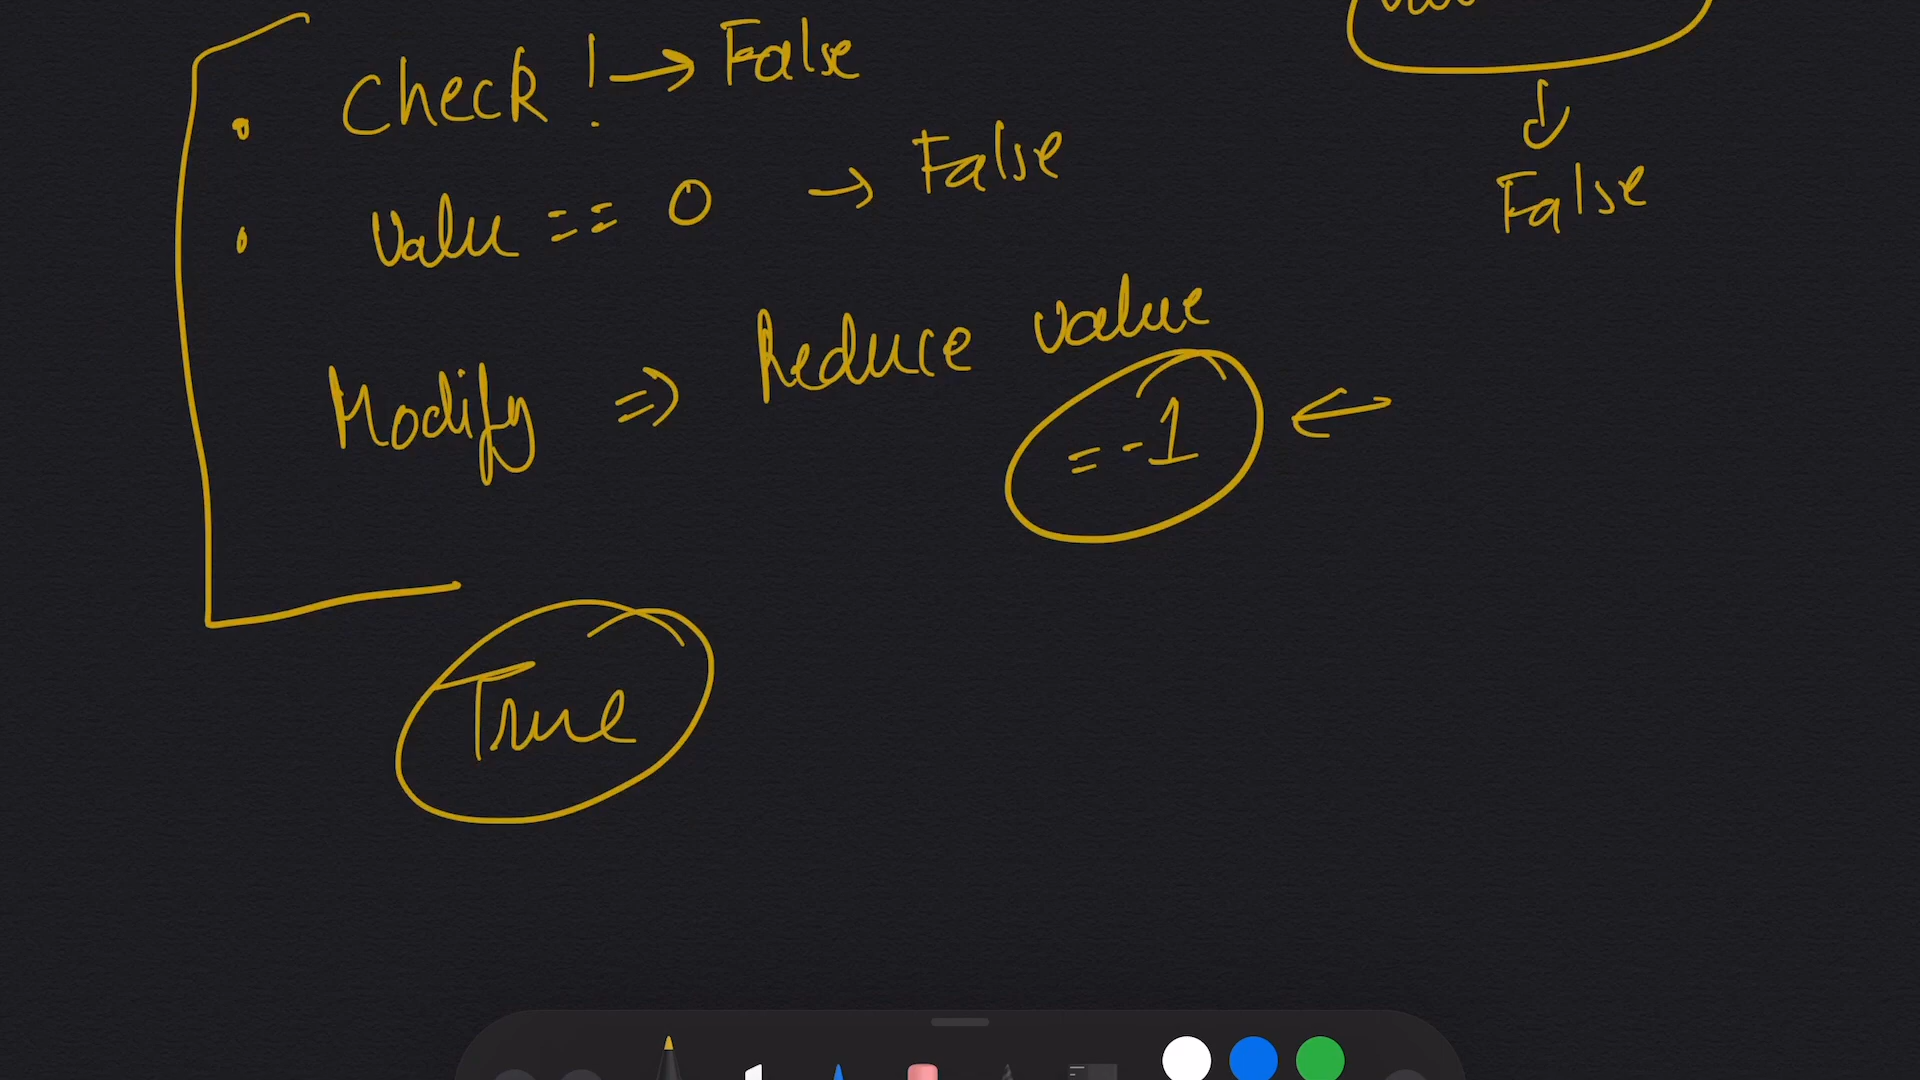 Check ! → False
Value == 0 → False
False
Modify ⇒ Reduce value
= -1 ←
True